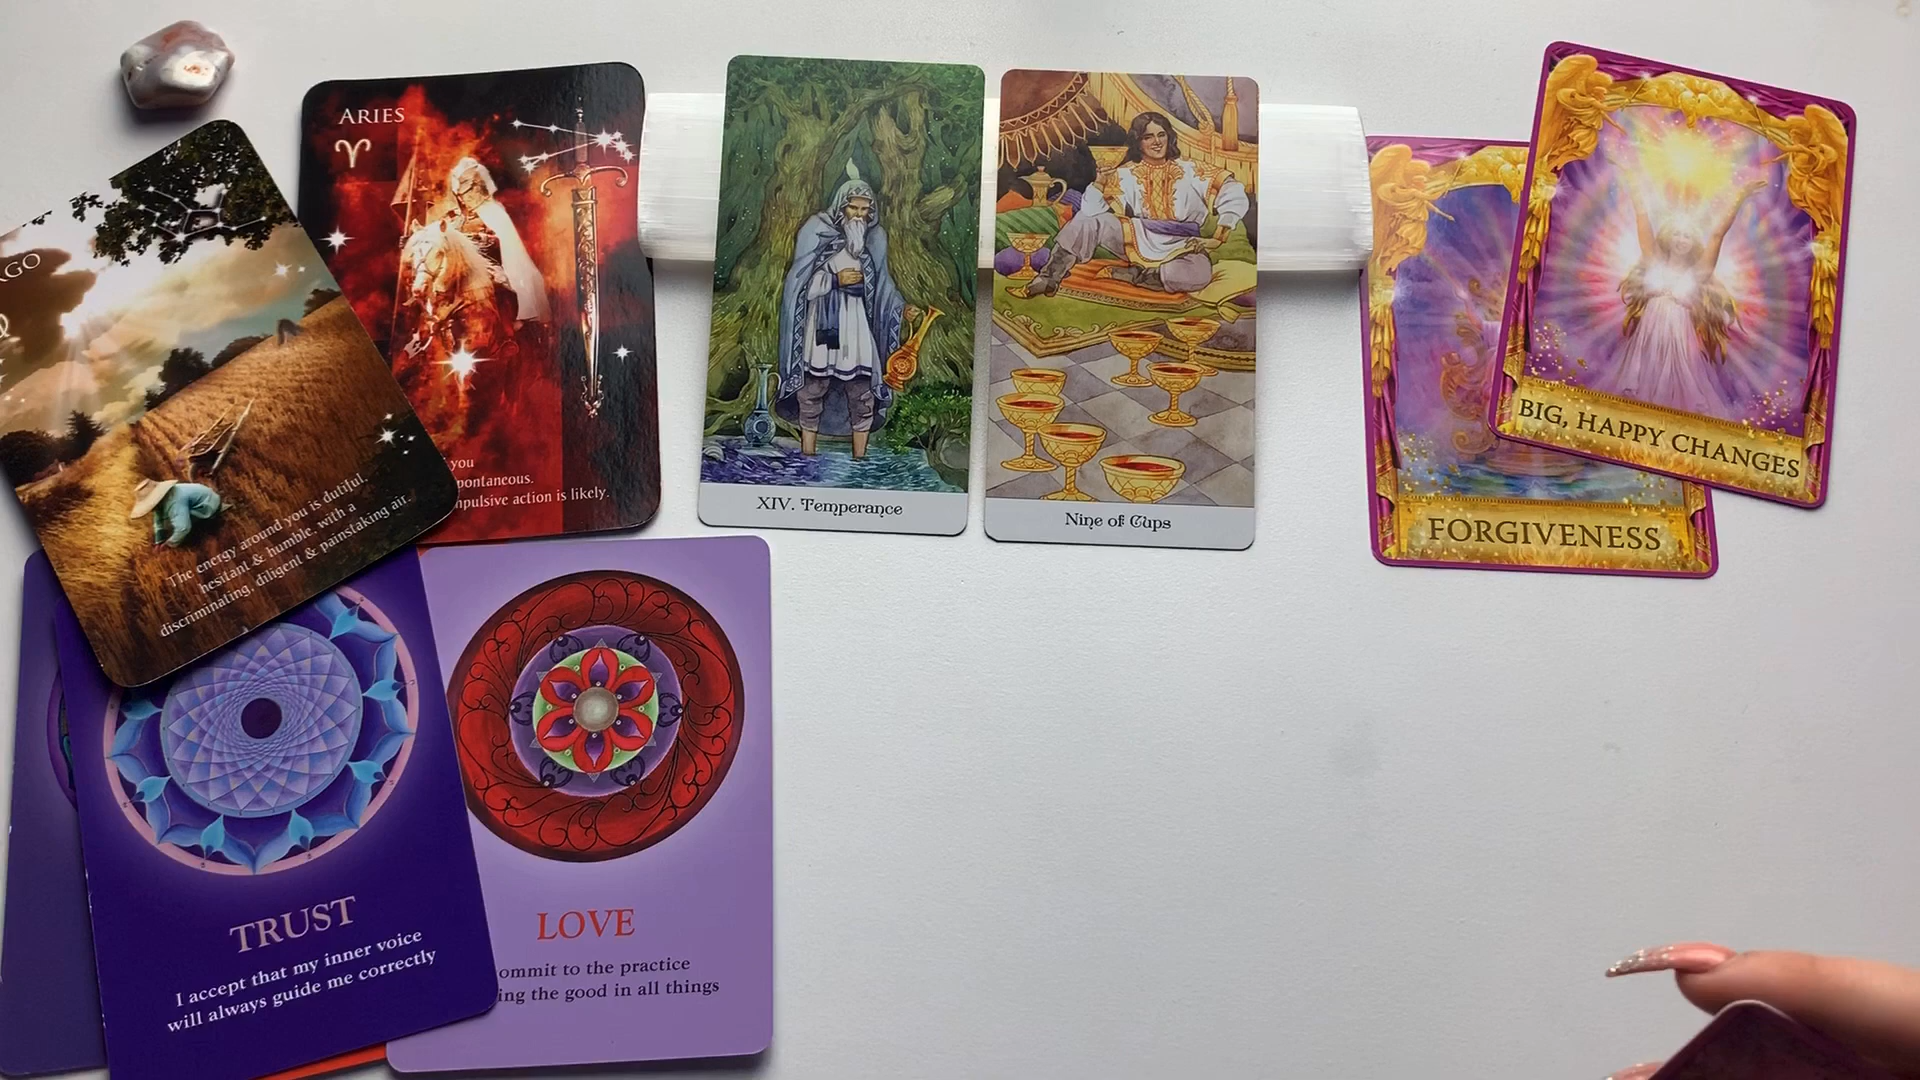 ARIES
you
pontaneous.
mpulsive action is likely.
The energy around you is dutiful,
hesitant & humble, with a
discriminating, diligent & painstaking air.
XIV. Temperance
Nine of Cups
FORGIVENESS
BIG, HAPPY CHANGES
TRUST
I accept that my inner voice
will always guide me correctly
LOVE
ommit to the practice
ing the good in all things